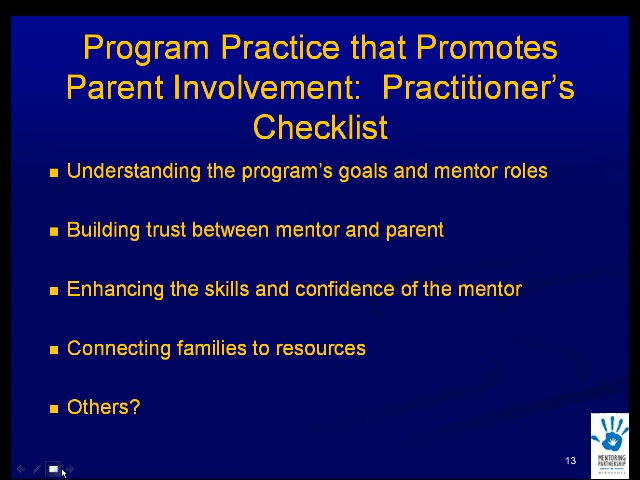 Program Practice that Promotes
Parent Involvement:  Practitioner's
Checklist
Understanding the program's goals and mentor roles
Building trust between mentor and parent
Enhancing the skills and confidence of the mentor
Connecting families to resources
Others?
13
MENTORING
PARTNERSHIP